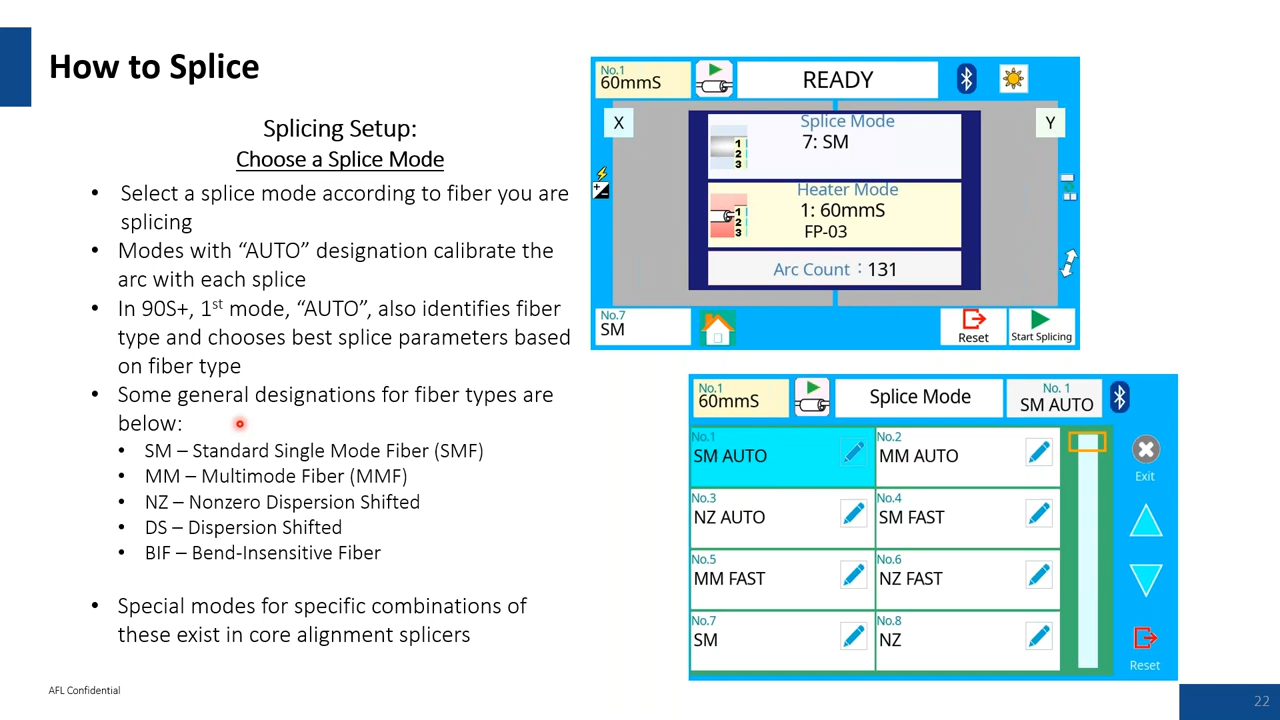 How to Splice
Splicing Setup:
Choose a Splice Mode
• Select a splice mode according to fiber you are
splicing
• Modes with “AUTO” designation calibrate the
arc with each splice
• In 90S+, 1st mode, “AUTO”, also identifies fiber
type and chooses best splice parameters based
on fiber type
• Some general designations for fiber types are
below:
• SM – Standard Single Mode Fiber (SMF)
• MM – Multimode Fiber (MMF)
• NZ – Nonzero Dispersion Shifted
• DS – Dispersion Shifted
• BIF – Bend-Insensitive Fiber
• Special modes for specific combinations of
these exist in core alignment splicers
No.1
60mmS
READY
X
Y
Splice Mode
7: SM
1
2
3
Heater Mode
1: 60mmS
FP-03
1
2
3
Arc Count : 131
No.7
SM
Reset
Start Splicing
No.1
60mmS
Splice Mode
No. 1
SM AUTO
No.1
SM AUTO
No.2
MM AUTO
Exit
No.3
NZ AUTO
No.4
SM FAST
No.5
MM FAST
No.6
NZ FAST
No.7
SM
No.8
NZ
Reset
AFL Confidential
22